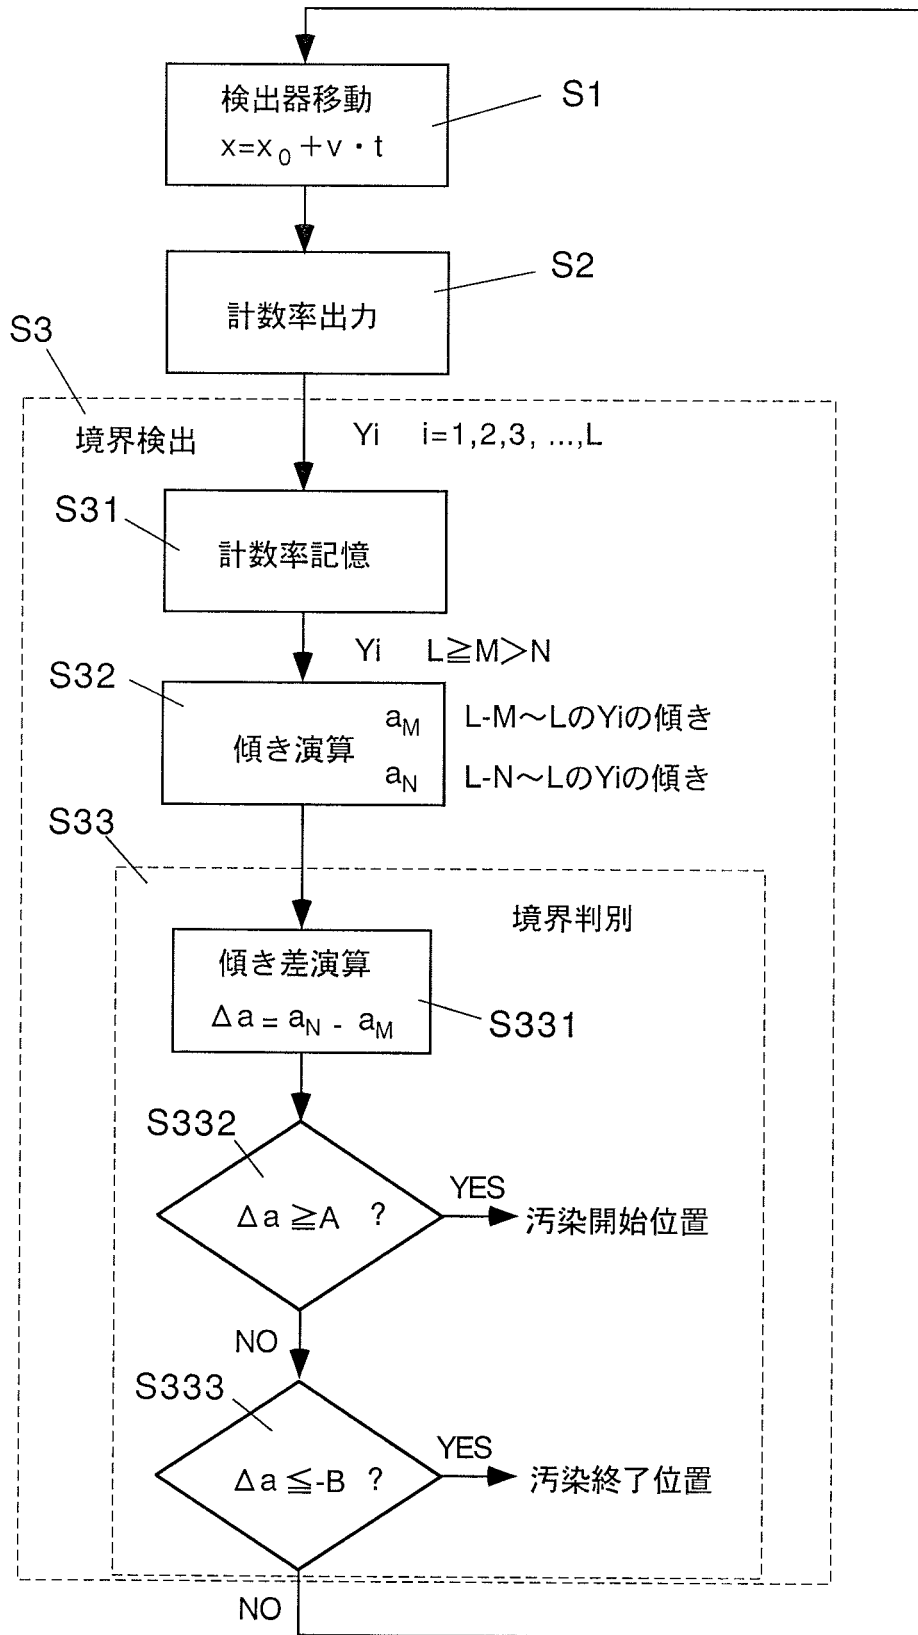 検出器移動
x=x₀+v・t
S1
計数率出力
S2
S3
境界検出
Yi i=1,2,3, ...,L
S31
計数率記憶
Yi L≧M>N
S32
傾き演算
aM L-M～LのYiの傾き
aN L-N～LのYiの傾き
S33
境界判別
傾き差演算
Δa = aN - aM
S331
S332
Δa≧A ?
YES
汚染開始位置
NO
S333
Δa≦-B ?
YES
汚染終了位置
NO